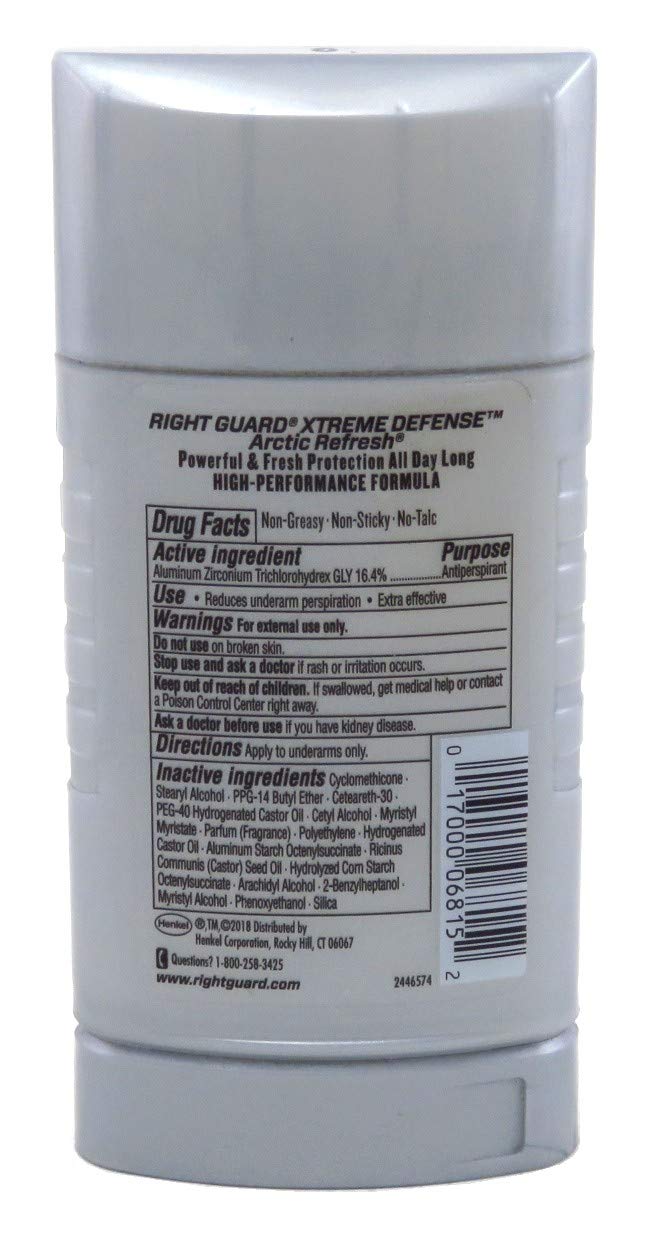 RIGHT GUARD® XTREME DEFENSE™
Arctic Refresh®
Powerful & Fresh Protection All Day Long
HIGH-PERFORMANCE FORMULA
Drug Facts Non-Greasy · Non-Sticky · No-Talc
Active ingredient Purpose
Aluminum Zirconium Trichlorohydrex GLY 16.4% ..............Antiperspirant
Use • Reduces underarm perspiration • Extra effective
Warnings For external use only.
Do not use on broken skin.
Stop use and ask a doctor if rash or irritation occurs.
Keep out of reach of children. If swallowed, get medical help or contact
a Poison Control Center right away.
Ask a doctor before use if you have kidney disease.
Directions Apply to underarms only.
Inactive ingredients Cyclomethicone ·
Stearyl Alcohol · PPG-14 Butyl Ether · Ceteareth-30 ·
PEG-40 Hydrogenated Castor Oil · Cetyl Alcohol · Myristyl
Myristate · Parfum (Fragrance) · Polyethylene · Hydrogenated
Castor Oil · Aluminum Starch Octenylsuccinate · Ricinus
Communis (Castor) Seed Oil · Hydrolyzed Corn Starch
Octenylsuccinate · Arachidyl Alcohol · 2-Benzylheptanol ·
Myristyl Alcohol · Phenoxyethanol · Silica
Henkel ®,TM,©2018 Distributed by
Henkel Corporation, Rocky Hill, CT 06067
Questions? 1-800-258-3425
www.rightguard.com 2446574
0 17000 06815 2